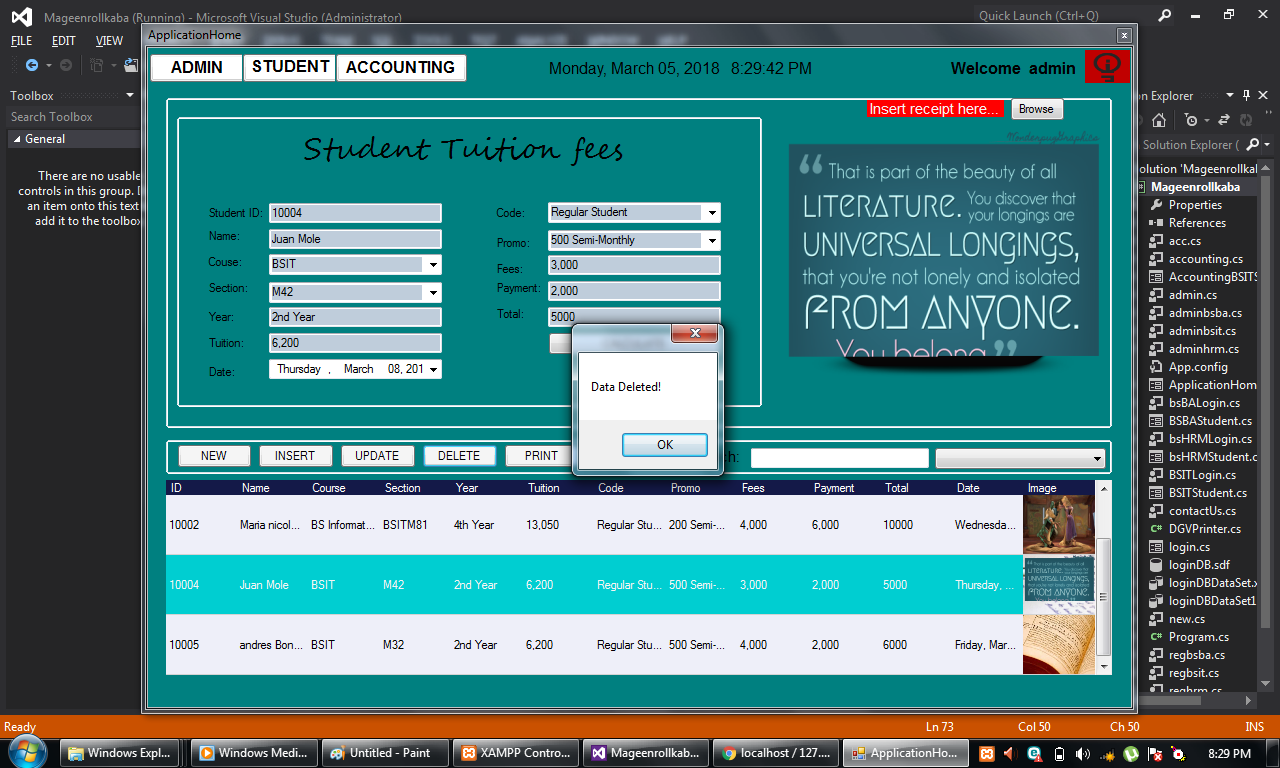 Mageenrollkaba (Running) - Microsoft Visual Studio (Administrator)
Quick Launch (Ctrl+Q)
FILE EDIT VIEW
ApplicationHome
ADMIN STUDENT ACCOUNTING
Monday, March 05, 2018 8:29:42 PM
Welcome admin
Toolbox
Search Toolbox
General
There are no usable
controls in this group. D
an item onto this text
add it to the toolbox
Insert receipt here...
Browse
Student Tuition fees
Student ID: 10004
Name: Juan Mole
Couse: BSIT
Section: M42
Year: 2nd Year
Tuition: 6,200
Date: Thursday , March 08, 201
Code: Regular Student
Promo: 500 Semi-Monthly
Fees: 3,000
Payment: 2,000
Total: 5000
That is part of the beauty of all
LITERATURE. You discover that
your longings are
UNIVERSAL LONGINGS,
that you're not lonely and isolated
FROM ANYONE.
You belong
Data Deleted!
OK
NEW INSERT UPDATE DELETE PRINT
h:
ID Name Course Section Year Tuition Code Promo Fees Payment Total Date Image
10002 Maria nicol... BS Informat... BSITM81 4th Year 13,050 Regular Stu... 200 Semi-... 4,000 6,000 10000 Wednesda...
10004 Juan Mole BSIT M42 2nd Year 6,200 Regular Stu... 500 Semi-... 3,000 2,000 5000 Thursday, ...
10005 andres Bon... BSIT M32 2nd Year 6,200 Regular Stu... 500 Semi-... 4,000 2,000 6000 Friday, Mar...
on Explorer
Solution Explorer (
olution 'Mageenrollkaba
Mageenrollkaba
Properties
References
acc.cs
accounting.cs
AccountingBSITS
admin.cs
adminbsba.cs
adminbsit.cs
adminhrm.cs
App.config
ApplicationHom
bsBALogin.cs
BSBAStudent.cs
bsHRMLogin.cs
bsHRMStudent.c
BSITLogin.cs
BSITStudent.cs
contactUs.cs
DGVPrinter.cs
login.cs
loginDB.sdf
loginDBDataSet.x
loginDBDataSet1
new.cs
Program.cs
regbsba.cs
regbsit.cs
reghrm.cs
Ready
Ln 73 Col 50 Ch 50 INS
Windows Expl...
Windows Medi...
Untitled - Paint
XAMPP Contro...
Mageenrollkab...
localhost / 127....
ApplicationHo...
8:29 PM